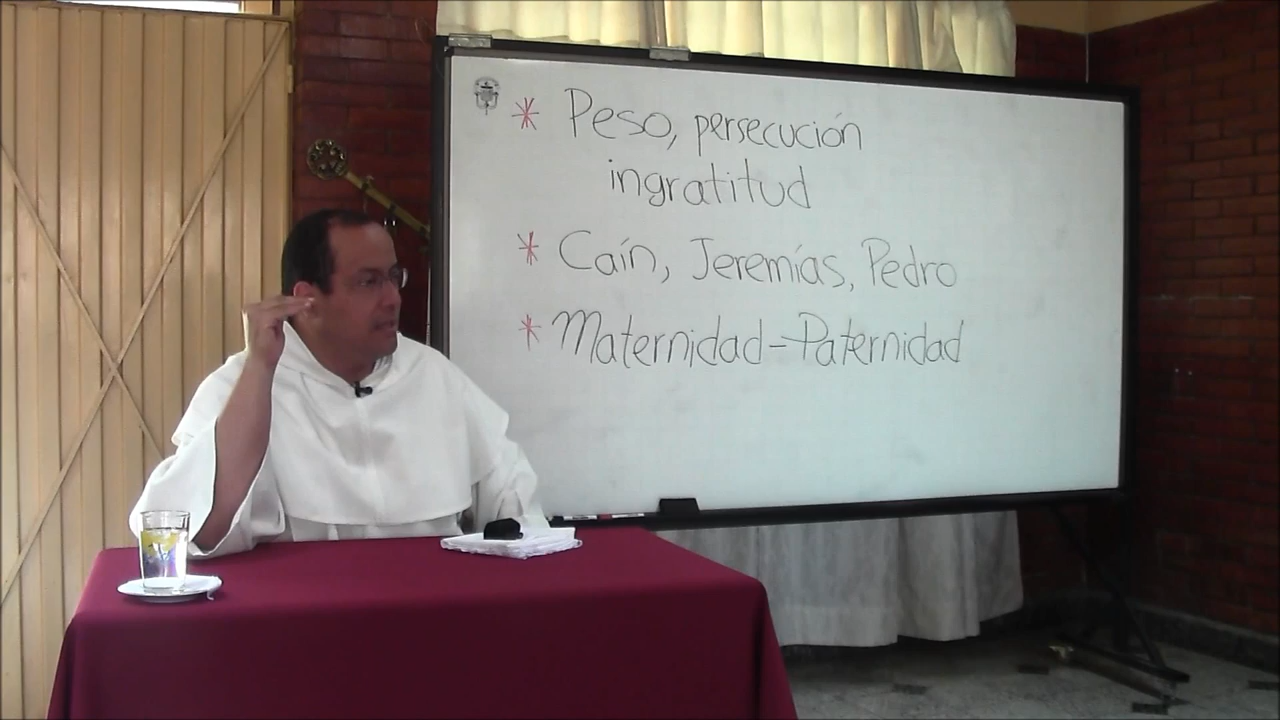 * Peso, persecución
ingratitud
* Caín, Jeremías, Pedro
* Maternidad-Paternidad